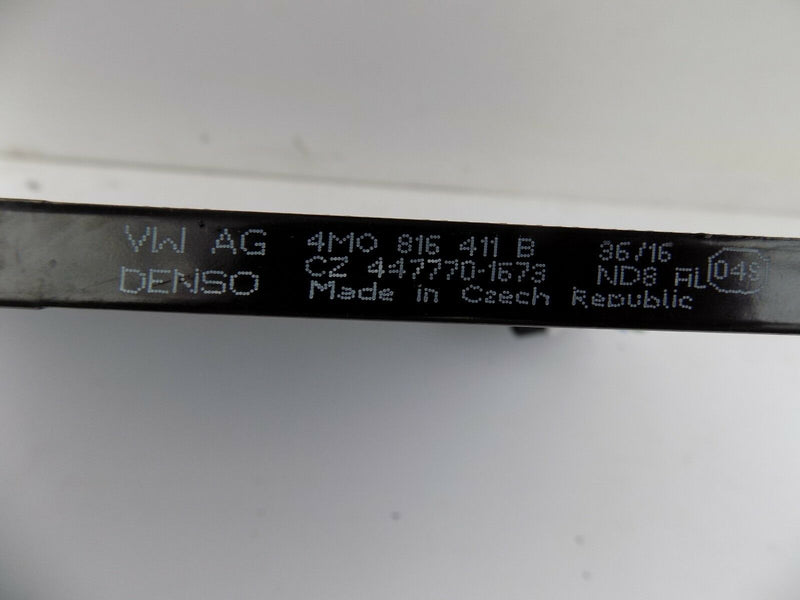 VW AG 4M0 816 411 B 36/16
DENSO CZ 447770-1673 ND8 AL 048
Made in Czech Republic